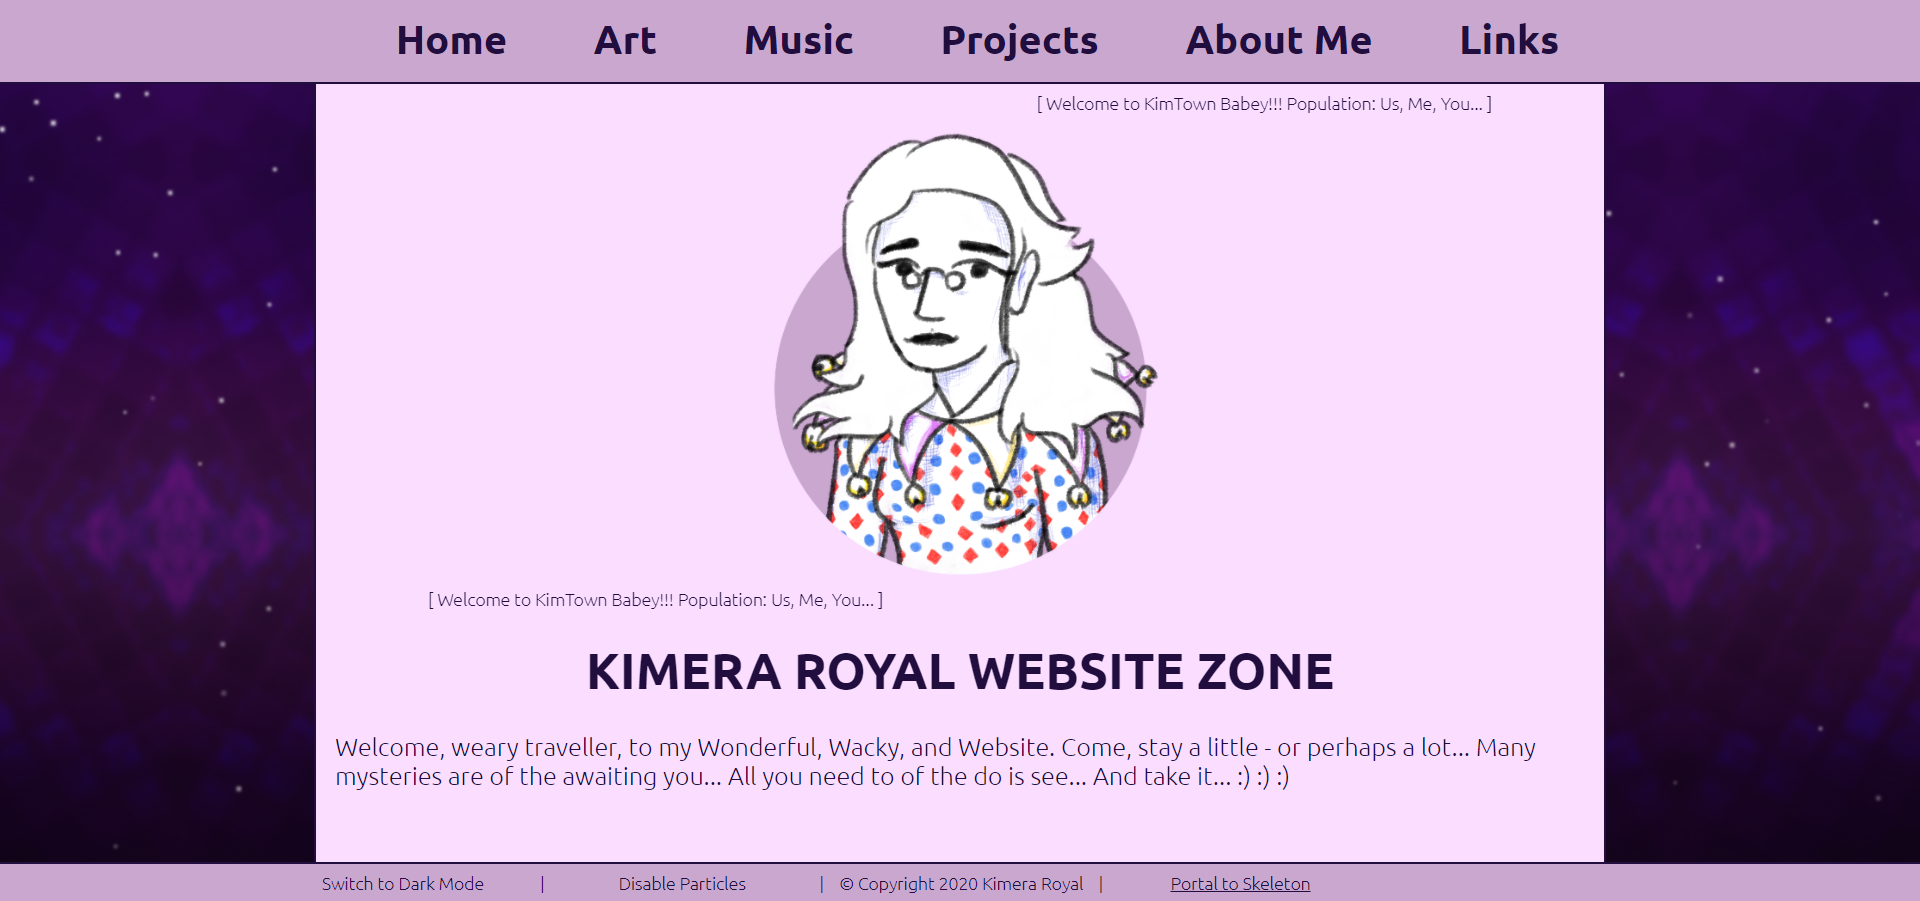 Home Art Music Projects About Me Links
[ Welcome to KimTown Babey!!! Population: Us, Me, You... ]
[ Welcome to KimTown Babey!!! Population: Us, Me, You... ]
KIMERA ROYAL WEBSITE ZONE
Welcome, weary traveller, to my Wonderful, Wacky, and Website. Come, stay a little - or perhaps a lot... Many
mysteries are of the awaiting you... All you need to of the do is see... And take it... :) :) :)
Switch to Dark Mode | Disable Particles | © Copyright 2020 Kimera Royal | Portal to Skeleton